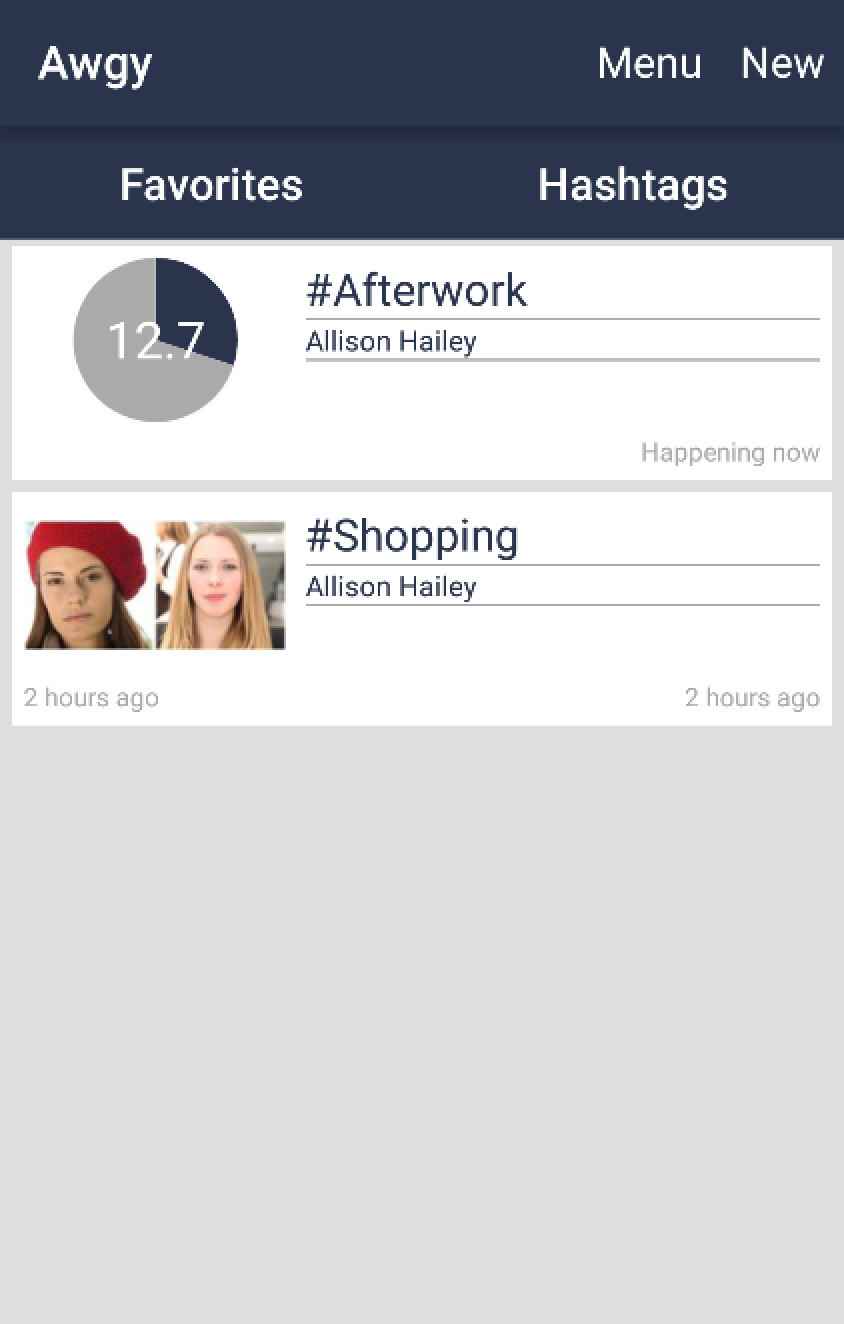 Awgy
Menu New
Favorites Hashtags
12.7
#Afterwork
Allison Hailey
Happening now
#Shopping
Allison Hailey
2 hours ago
2 hours ago